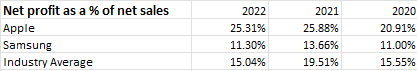 Net profit as a % of net sales 2022 2021 2020
Apple 25.31% 25.88% 20.91%
Samsung 11.30% 13.66% 11.00%
Industry Average 15.04% 19.51% 15.55%